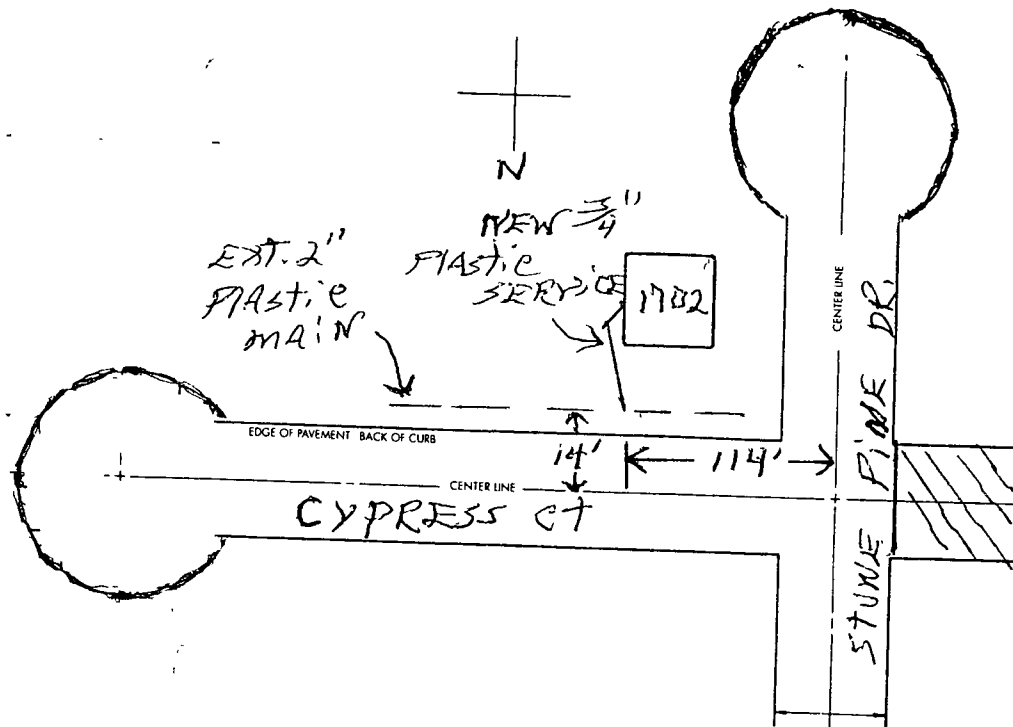 N
NEW 3/4"
PlAStic
SERViCE
EXT. 2"
PlAStic
mAiN
1702
CENTER LINE
EDGE OF PAVEMENT BACK OF CURB
14'
114'
CENTER LINE
CYPRESS Ct
StONE PiNE DR.